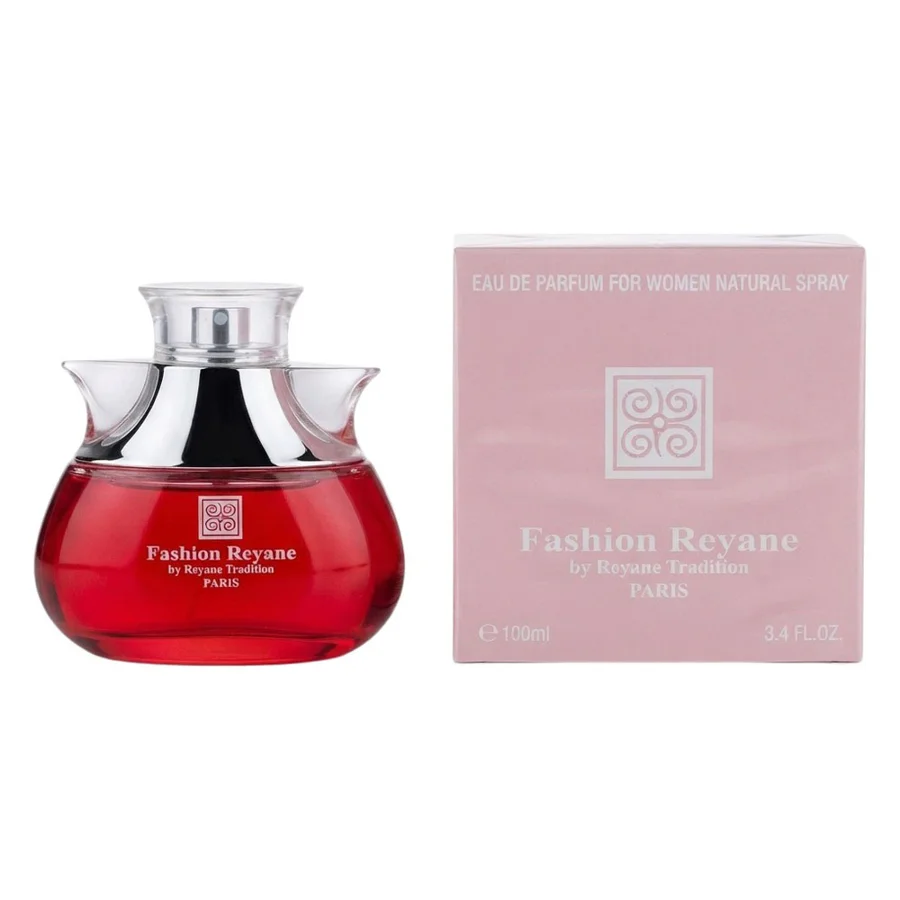 Fashion Reyane
by Reyane Tradition
PARIS
EAU DE PARFUM FOR WOMEN NATURAL SPRAY
Fashion Reyane
by Reyane Tradition
PARIS
℮ 100ml
3.4 FL.OZ.